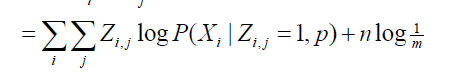 = ∑_i ∑_j Z_{i,j} log P(X_i | Z_{i,j} = 1, p) + n log 1/m